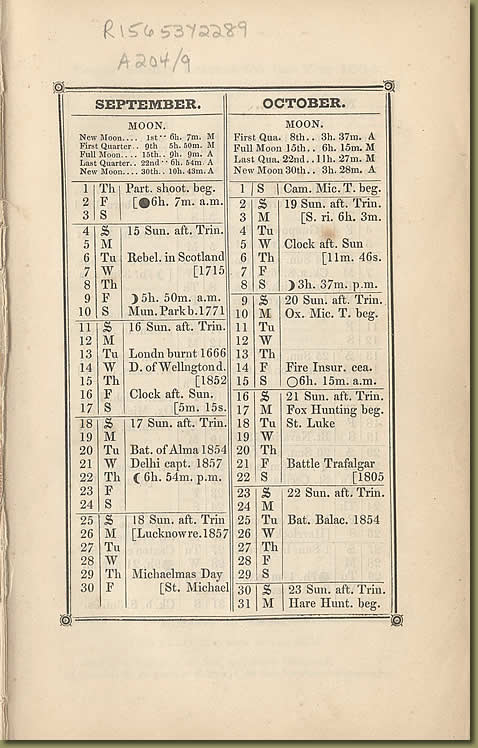 R1565372289
A204/9
SEPTEMBER.
MOON.
New Moon.... 1st·· 6h. 7m. M
First Quarter.. 9th 5h. 50m. M
Full Moon.... 15th.. 9h. 9m. A
Last Quarter.. 22nd·· 6h. 54m. A
New Moon.... 30th.. 10h. 43m. A
1 Th Part. shoot. beg.
2 F [●6h. 7m. a.m.
3 S
4 S 15 Sun. aft. Trin.
5 M
6 Tu Rebel. in Scotland
7 W [1715
8 Th
9 F ☽5h. 50m. a.m.
10 S Mun. Park b.1771
11 S 16 Sun. aft. Trin.
12 M
13 Tu Londn burnt 1666
14 W D. of Wellngtond.
15 Th [1852
16 F Clock aft. Sun.
17 S [5m. 15s.
18 S 17 Sun. aft. Trin.
19 M
20 Tu Bat. of Alma 1854
21 W Delhi capt. 1857
22 Th ☾6h. 54m. p.m.
23 F
24 S
25 S 18 Sun. aft. Trin
26 M [Lucknowre.1857
27 Tu
28 W
29 Th Michaelmas Day
30 F [St. Michael
OCTOBER.
MOON.
First Qua. 8th.. 3h. 37m. A
Full Moon 15th.. 6h. 15m. M
Last Qua. 22nd..11h. 27m. M
New Moon 30th.. 3h. 28m. A
1 S Cam. Mic. T. beg.
2 S 19 Sun. aft. Trin.
3 M [S. ri. 6h. 3m.
4 Tu
5 W Clock aft. Sun
6 Th [11m. 46s.
7 F
8 S ☽3h. 37m. p.m.
9 S 20 Sun. aft. Trin.
10 M Ox. Mic. T. beg.
11 Tu
12 W
13 Th
14 F Fire Insur. cea.
15 S ○6h. 15m. a.m.
16 S 21 Sun. aft. Trin.
17 M Fox Hunting beg.
18 Tu St. Luke
19 W
20 Th
21 F Battle Trafalgar
22 S [1805
23 S 22 Sun. aft. Trin.
24 M
25 Tu Bat. Balac. 1854
26 W
27 Th
28 F
29 S
30 S 23 Sun. aft. Trin.
31 M Hare Hunt. beg.